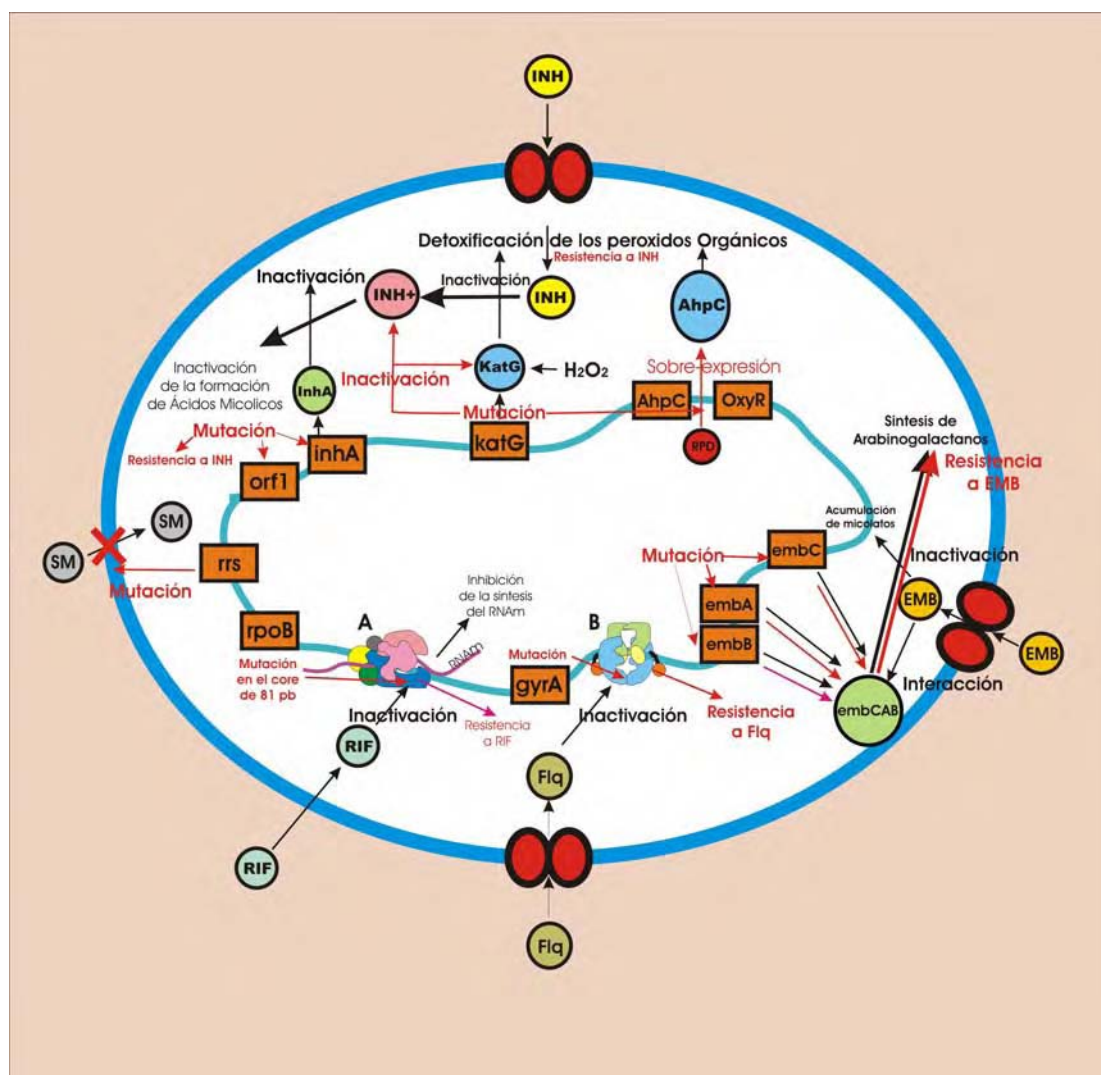 INH
Detoxificación de los peroxidos Orgánicos
Resistencia a INH
Inactivación
Inactivación
INH+
INH
AhpC
Inactivación
de la formación
de Ácidos Micolicos
InhA
KatG
H2O2
Inactivación
Sobre-expresión
Mutación
AhpC
OxyR
Mutación
Resistencia a INH
inhA
katG
RPD
orf1
Síntesis de
Arabinogalactanos
Resistencia
a EMB
SM
SM
Mutación
rrs
Acumulación
de micolatos
Inactivación
Mutación
embC
EMB
EMB
Interacción
embA
embB
embCAB
rpoB
A
Inhibición
de la síntesis
del RNAm
RNAm
Mutación
en el core
de 81 pb
Inactivación
Resistencia
a RIF
gyrA
B
Mutación
Inactivación
Resistencia
a Flq
RIF
RIF
Flq
Flq